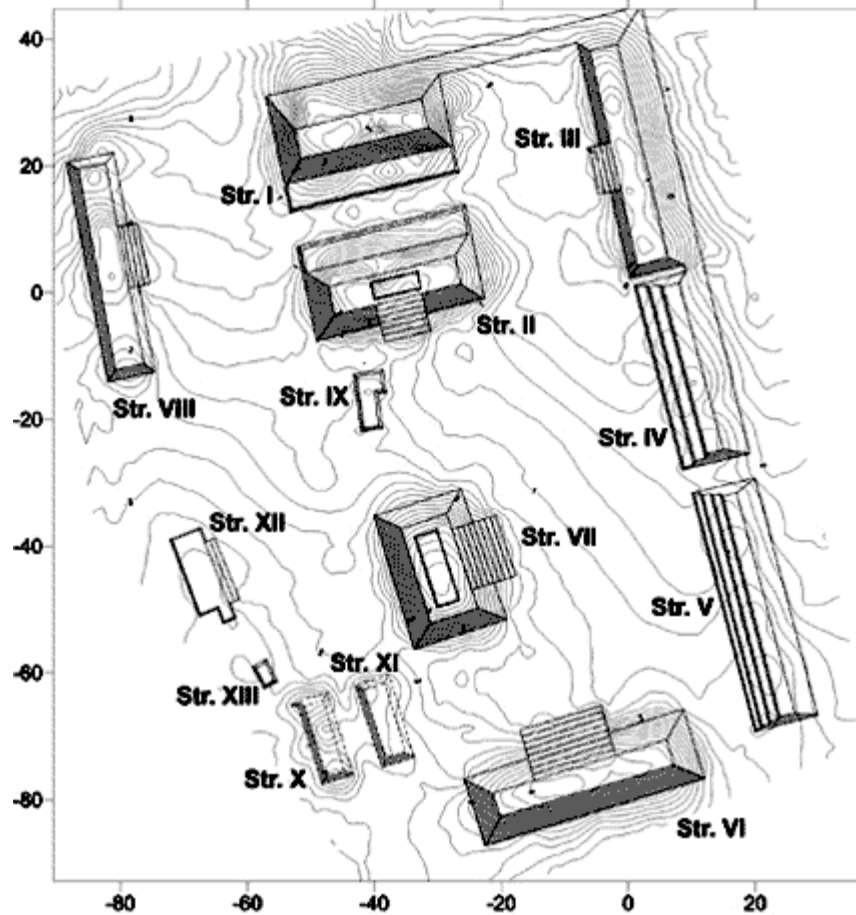 40
20
0
-20
-40
-60
-80
Str. III
Str. I
Str. II
Str. IX
Str. VIII
Str. IV
Str. XII
Str. VII
Str. V
Str. XI
Str. XIII
Str. X
Str. VI
-80
-60
-40
-20
0
20